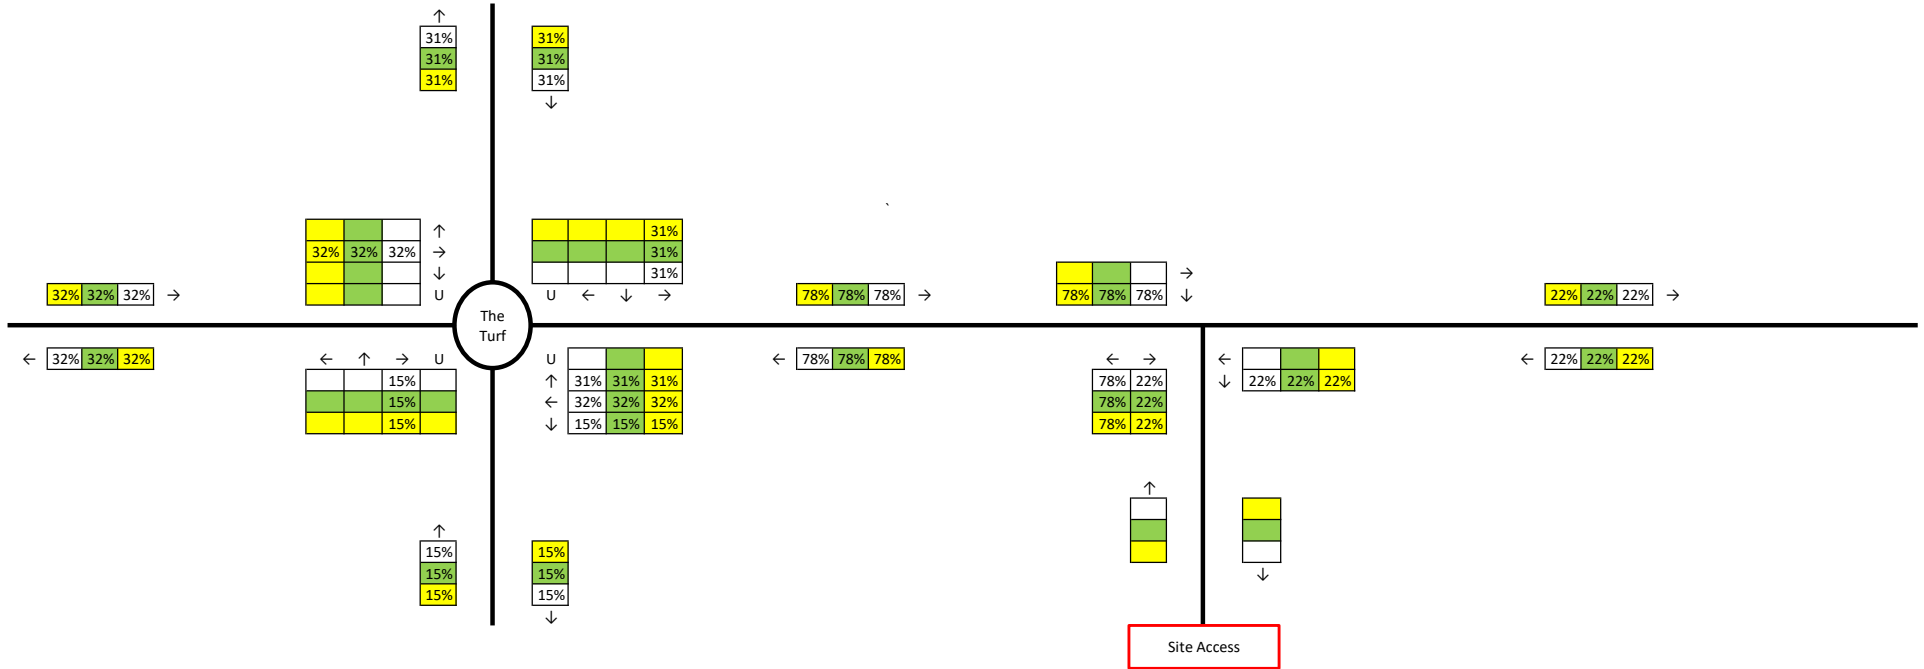 ↑
31% 31%
31% 31%
31% 31%
↓
`
↑ 31%
32% 32% 32% → 31%
↓ 31% →
32% 32% 32% → U U ← ↓ → 78% 78% 78% → 78% 78% 78% ↓ 22% 22% 22% →
The
Turf
← 32% 32% 32% ← ↑ → U U ← 78% 78% 78% ← → ← ← 22% 22% 22%
15% ↑ 31% 31% 31% 78% 22% ↓ 22% 22% 22%
15% ← 32% 32% 32% 78% 22%
15% ↓ 15% 15% 15% 78% 22%
↑
↑
15% 15%
15% 15% ↓
15% 15%
↓
Site Access